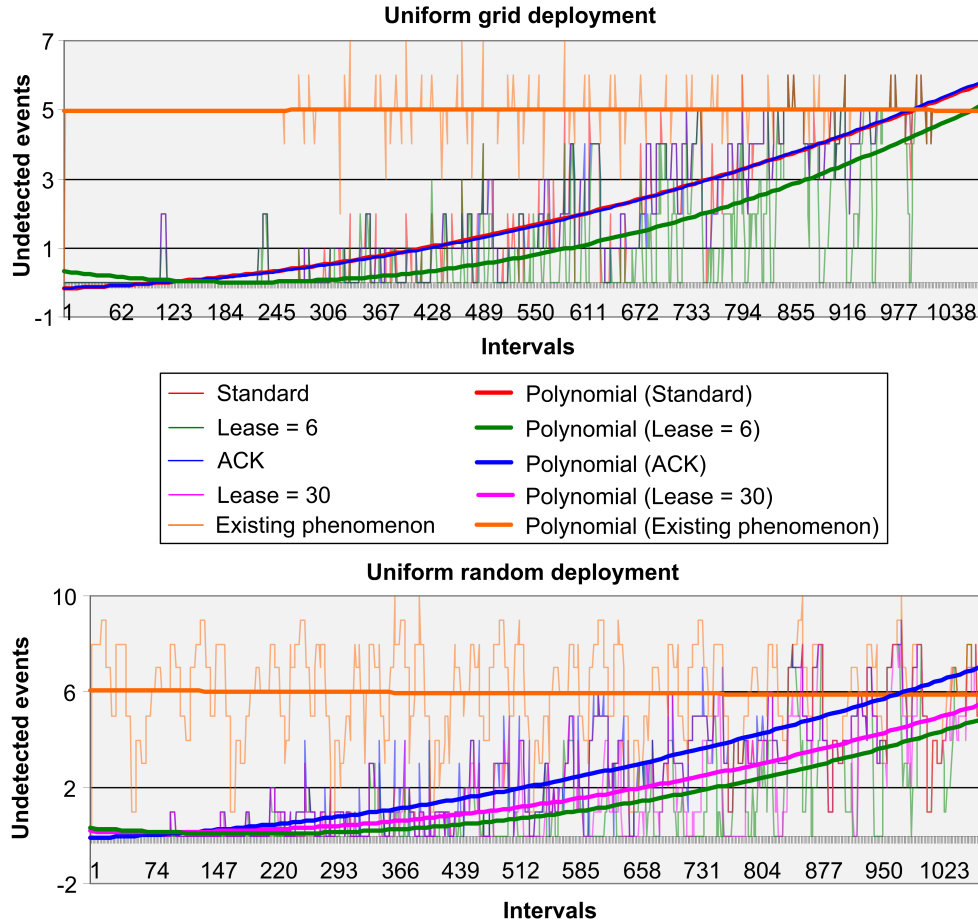 Uniform grid deployment
Undetected events
7
5
3
1
-1
1 62 123 184 245 306 367 428 489 550 611 672 733 794 855 916 977 1038
Intervals
Standard Polynomial (Standard)
Lease = 6 Polynomial (Lease = 6)
ACK Polynomial (ACK)
Lease = 30 Polynomial (Lease = 30)
Existing phenomenon Polynomial (Existing phenomenon)
Uniform random deployment
Undetected events
10
6
2
-2
1 74 147 220 293 366 439 512 585 658 731 804 877 950 1023
Intervals